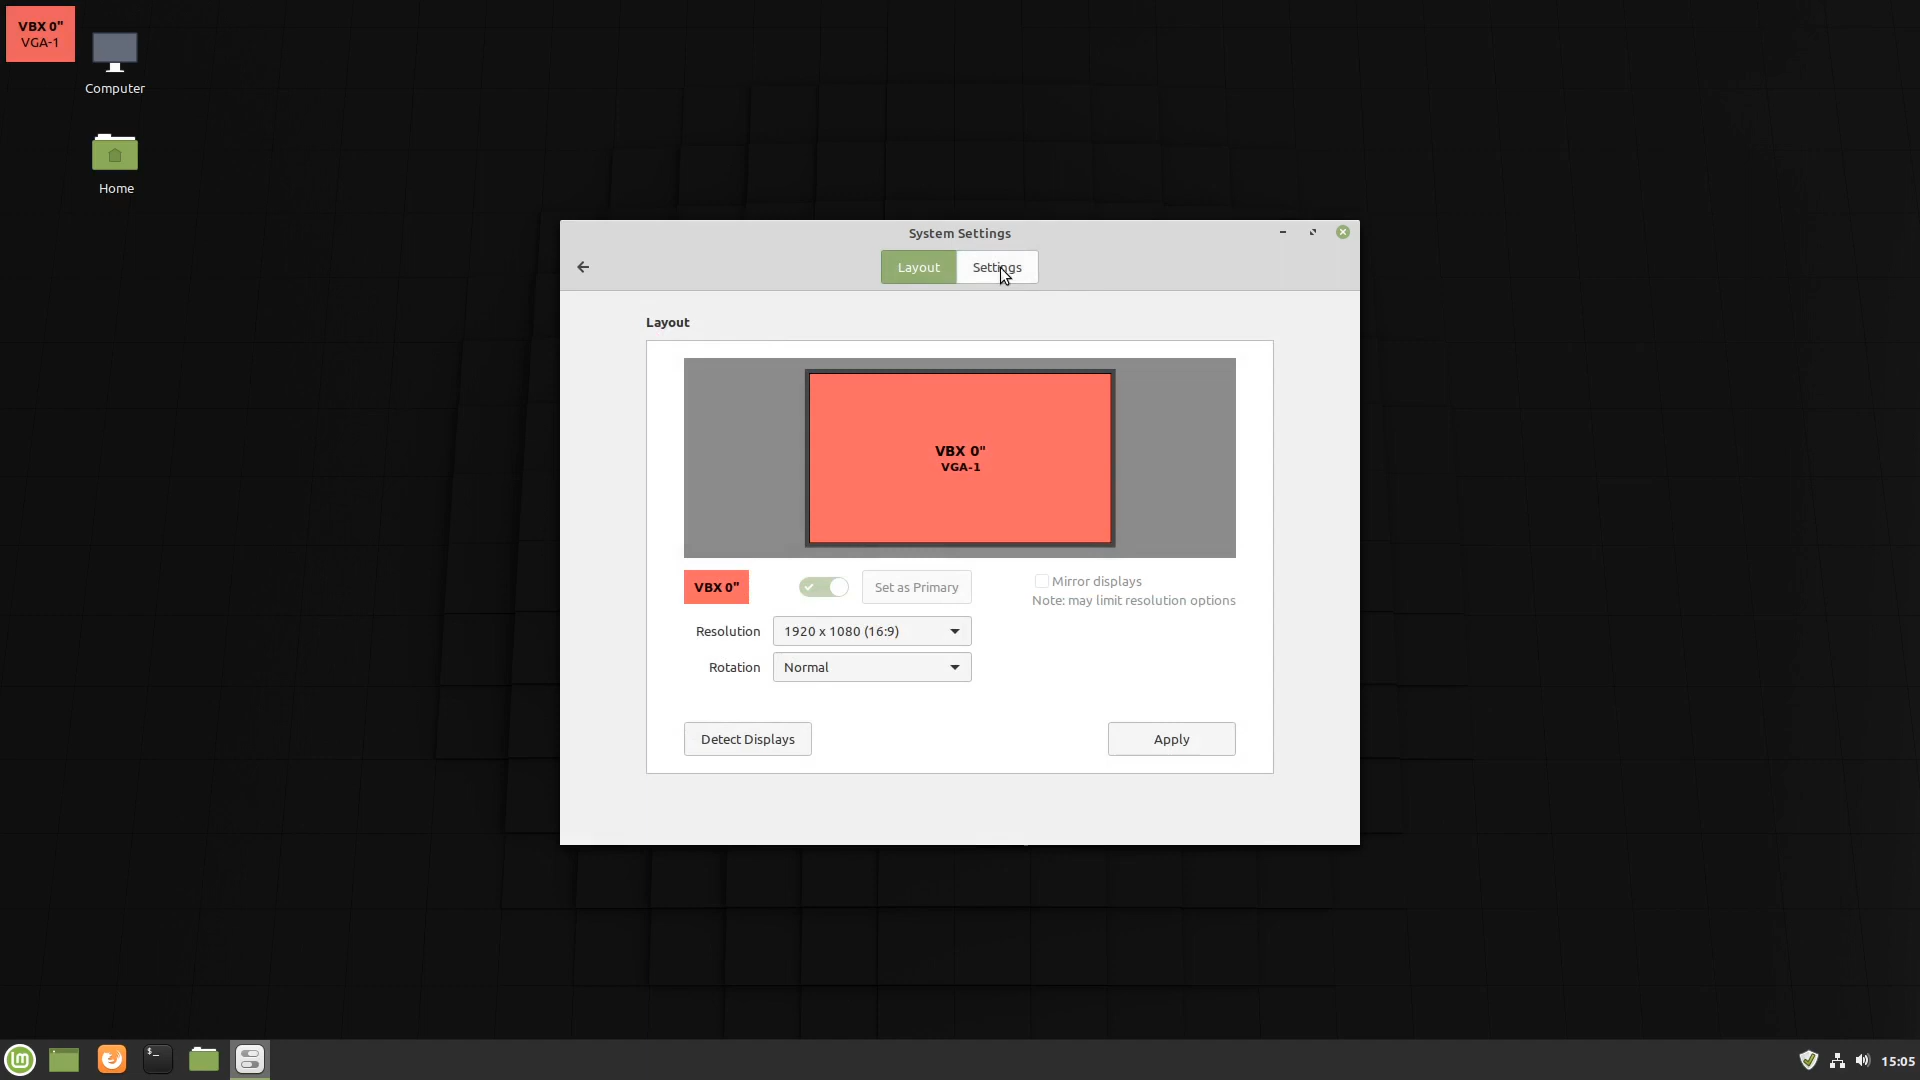 VBX 0"
VGA-1
Computer
Home
System Settings
Layout
Settings
Layout
VBX 0"
VGA-1
VBX 0"
Set as Primary
Mirror displays
Note: may limit resolution options
Resolution
1920 x 1080 (16:9)
Rotation
Normal
Detect Displays
Apply
15:05